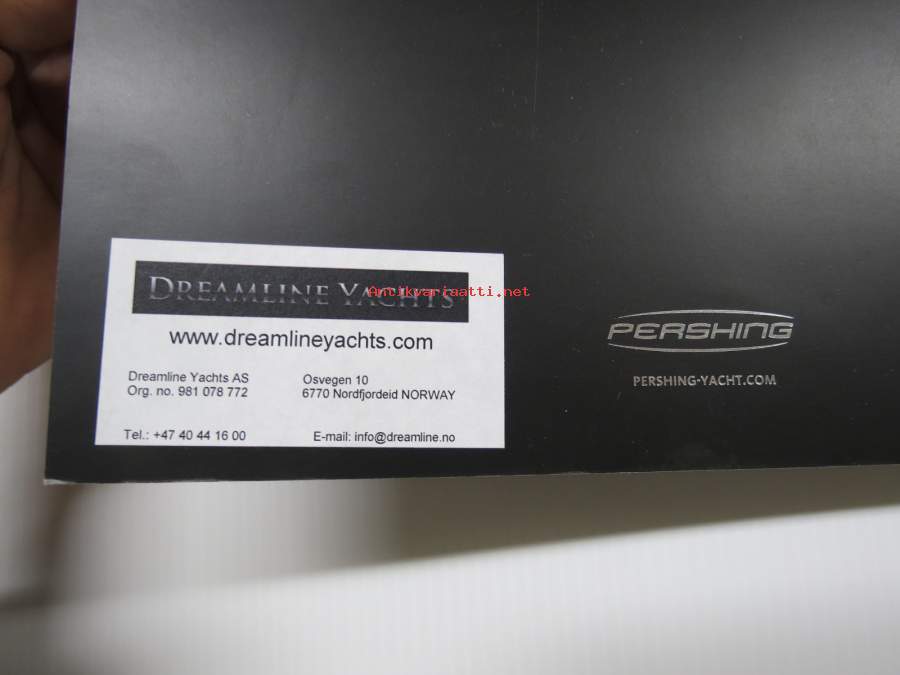 DREAMLINE YACHTS
Antikvariaatti.net
www.dreamlineyachts.com
Dreamline Yachts AS
Org. no. 981 078 772
Osvegen 10
6770 Nordfjordeid NORWAY
Tel.: +47 40 44 16 00
E-mail: info@dreamline.no
PERSHING
PERSHING-YACHT.COM